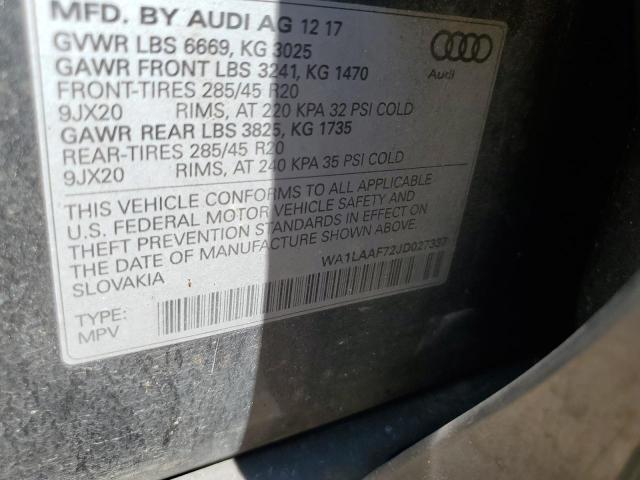 MFD. BY AUDI AG 12 17
GVWR LBS 6669, KG 3025
GAWR FRONT LBS 3241, KG 1470
FRONT-TIRES 285/45 R20
9JX20 RIMS, AT 220 KPA 32 PSI COLD
GAWR REAR LBS 3825, KG 1735
REAR-TIRES 285/45 R20
9JX20 RIMS, AT 240 KPA 35 PSI COLD
Audi
THIS VEHICLE CONFORMS TO ALL APPLICABLE
U.S. FEDERAL MOTOR VEHICLE SAFETY AND
THEFT PREVENTION STANDARDS IN EFFECT ON
THE DATE OF MANUFACTURE SHOWN ABOVE.
SLOVAKIA
WA1LAAF72JD027337
TYPE:
MPV